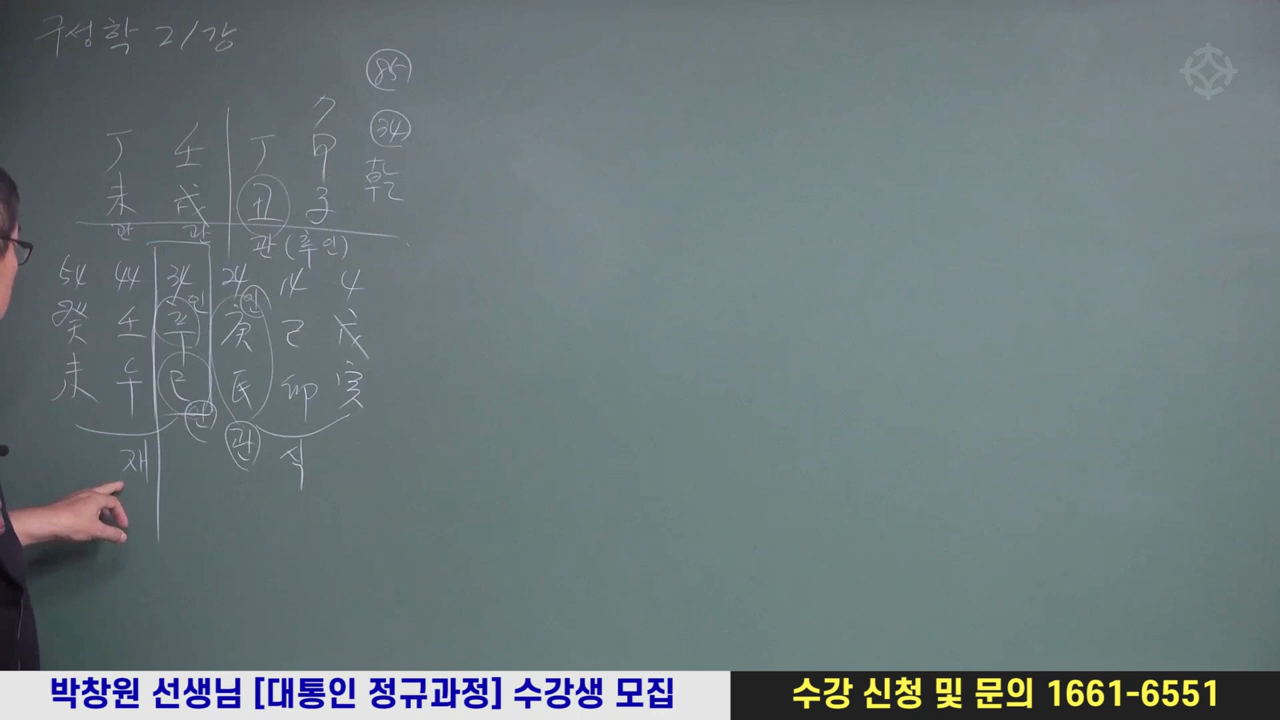 구성학 21강
85
34
丁 壬 丁 甲 乾
未 戌 丑 子
관 관 관 (후인)
54 44 34 24 14 4
인 인
癸 壬 辛 庚 己 戊
未 午 巳 辰 卯 寅
인
재 관 식
박창원 선생님 [대통인 정규과정] 수강생 모집
수강 신청 및 문의 1661-6551